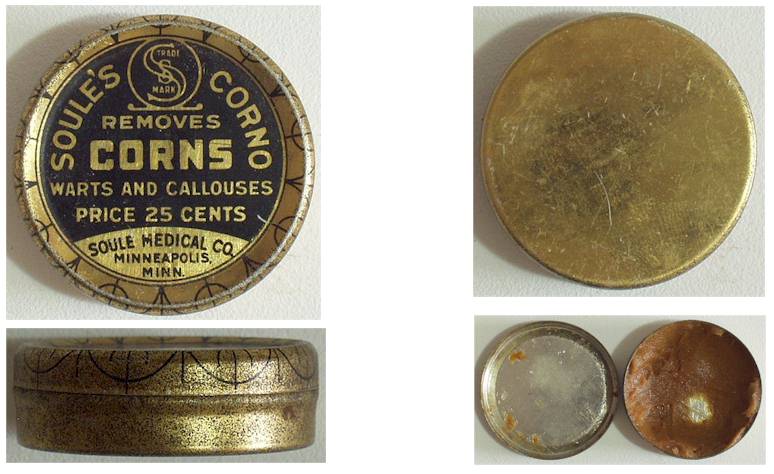 SOULE'S CORNO
TRADE
S
MARK
REMOVES
CORNS
WARTS AND CALLOUSES
PRICE 25 CENTS
SOULE MEDICAL CO.
MINNEAPOLIS,
MINN.